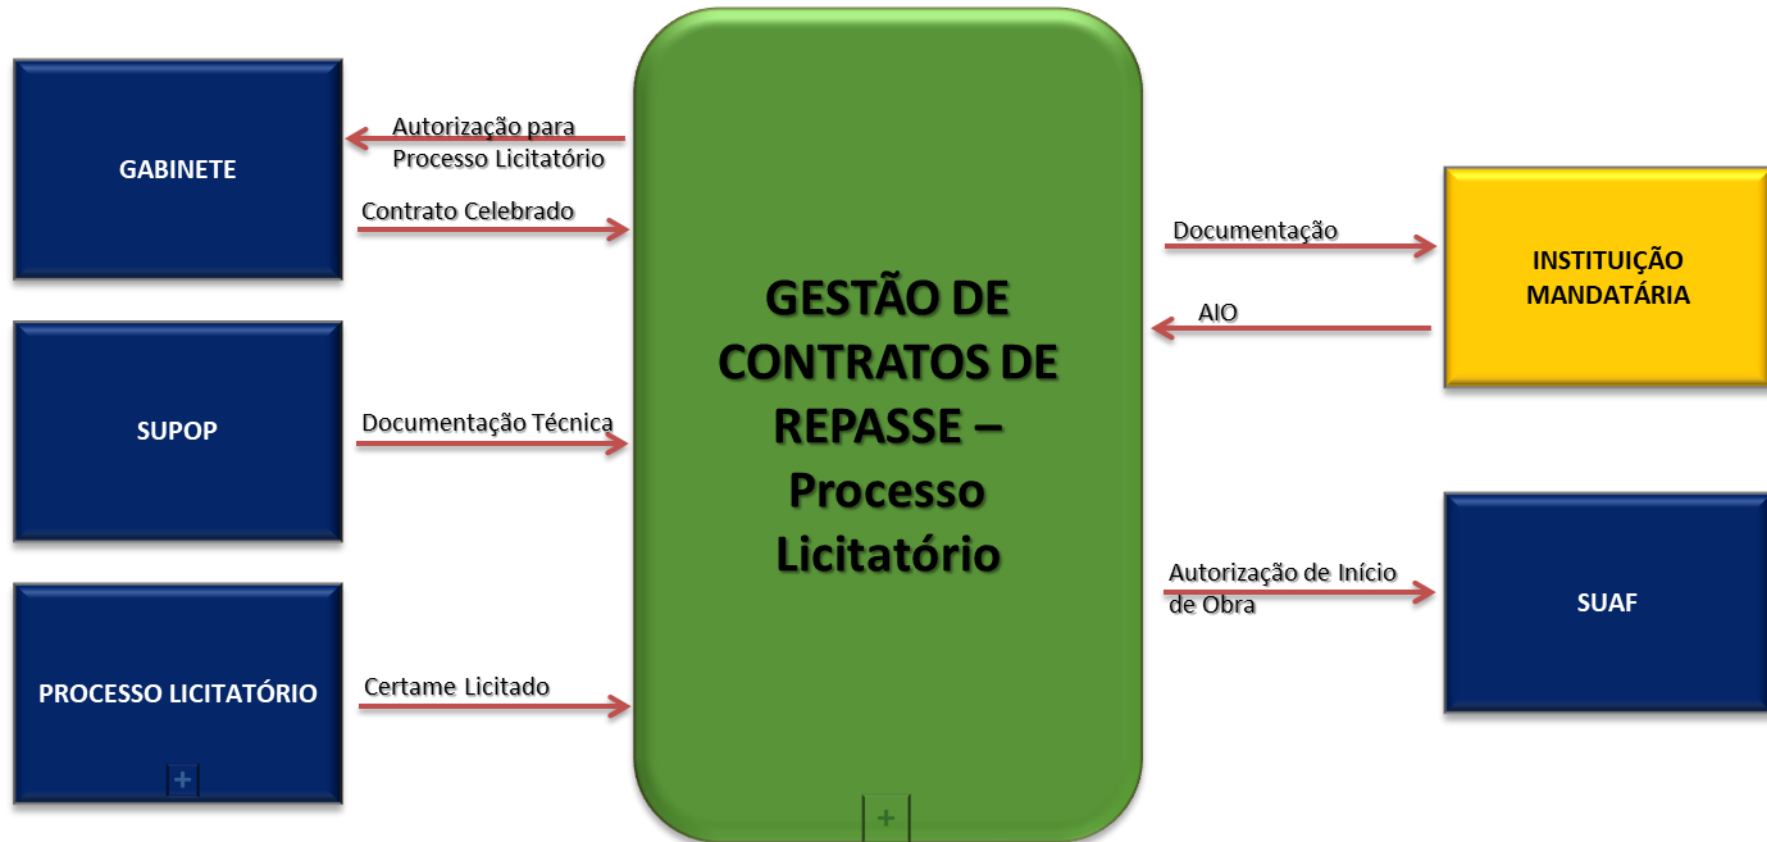 GABINETE
Autorização para
Processo Licitatório
Contrato Celebrado
SUPOP
Documentação Técnica
PROCESSO LICITATÓRIO
+
Certame Licitado
GESTÃO DE
CONTRATOS DE
REPASSE –
Processo
Licitatório
+
Documentação
AIO
INSTITUIÇÃO
MANDATÁRIA
Autorização de Início
de Obra
SUAF